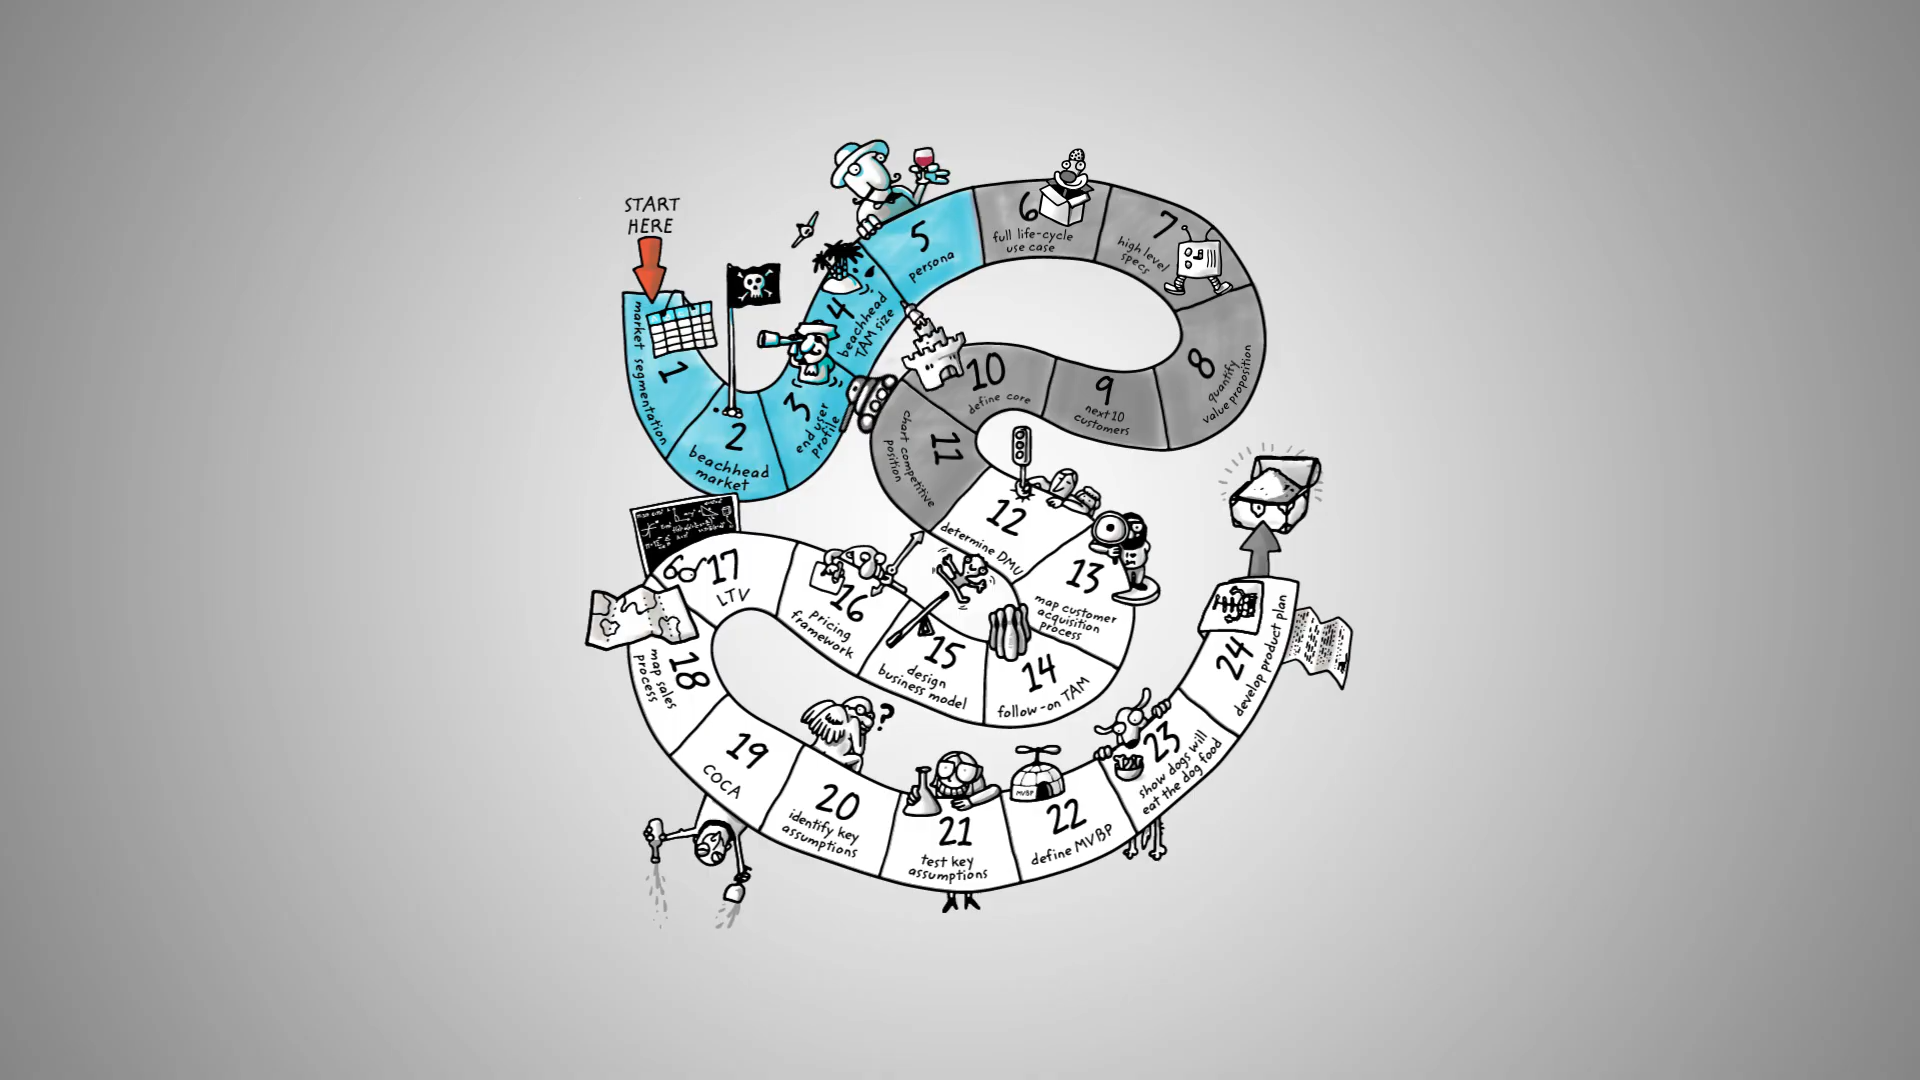 START
HERE
1
market segmentation
2
beachhead
market
3
end user
profile
4
beachhead
TAM size
5
persona
6
full life-cycle
use case
7
high level
specs
8
quantify
value proposition
9
next 10
customers
10
define core
11
chart competitive
position
12
determine DMU
13
map customer
acquisition
process
14
follow-on TAM
15
design
business model
16
pricing
framework
17
LTV
18
map sales
process
19
COCA
20
identify key
assumptions
?
21
test key
assumptions
22
define MVBP
MVBP
23
show dogs will
eat the dog food
24
develop product plan